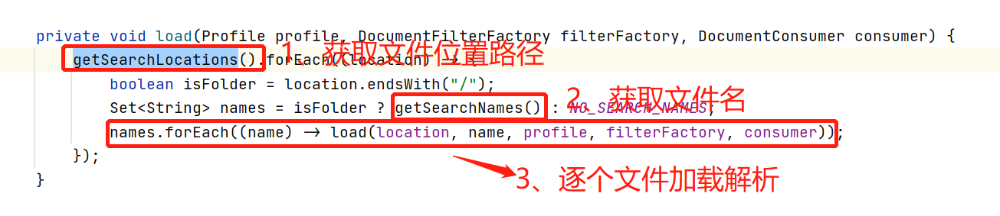 private void load(Profile profile, DocumentFilterFactory filterFactory, DocumentConsumer consumer) {
getSearchLocations().forEach((location) -> {
1、获取文件位置路径
boolean isFolder = location.endsWith("/");
Set<String> names = isFolder ? getSearchNames() : NO_SEARCH_NAMES;
2、获取文件名
names.forEach((name) -> load(location, name, profile, filterFactory, consumer));
});
3、逐个文件加载解析
}